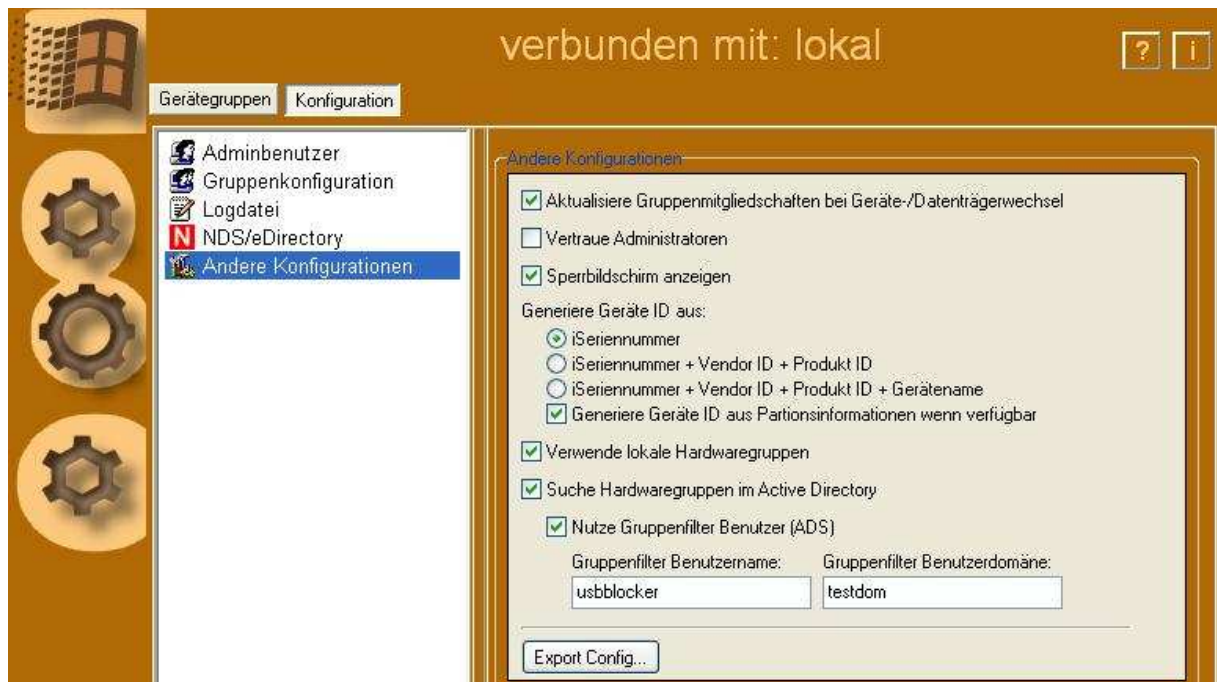 verbunden mit: lokal
? i
Gerätegruppen Konfiguration
Adminbenutzer
Gruppenkonfiguration
Logdatei
N NDS/eDirectory
Andere Konfigurationen
Andere Konfigurationen
Aktualisiere Gruppenmitgliedschaften bei Geräte-/Datenträgerwechsel
Vertraue Administratoren
Sperrbildschirm anzeigen
Generiere Geräte ID aus:
iSeriennummer
iSeriennummer + Vendor ID + Produkt ID
iSeriennummer + Vendor ID + Produkt ID + Gerätename
Generiere Geräte ID aus Partionsinformationen wenn verfügbar
Verwende lokale Hardwaregruppen
Suche Hardwaregruppen im Active Directory
Nutze Gruppenfilter Benutzer (ADS)
Gruppenfilter Benutzername: Gruppenfilter Benutzerdomäne:
usbblocker testdom
Export Config...